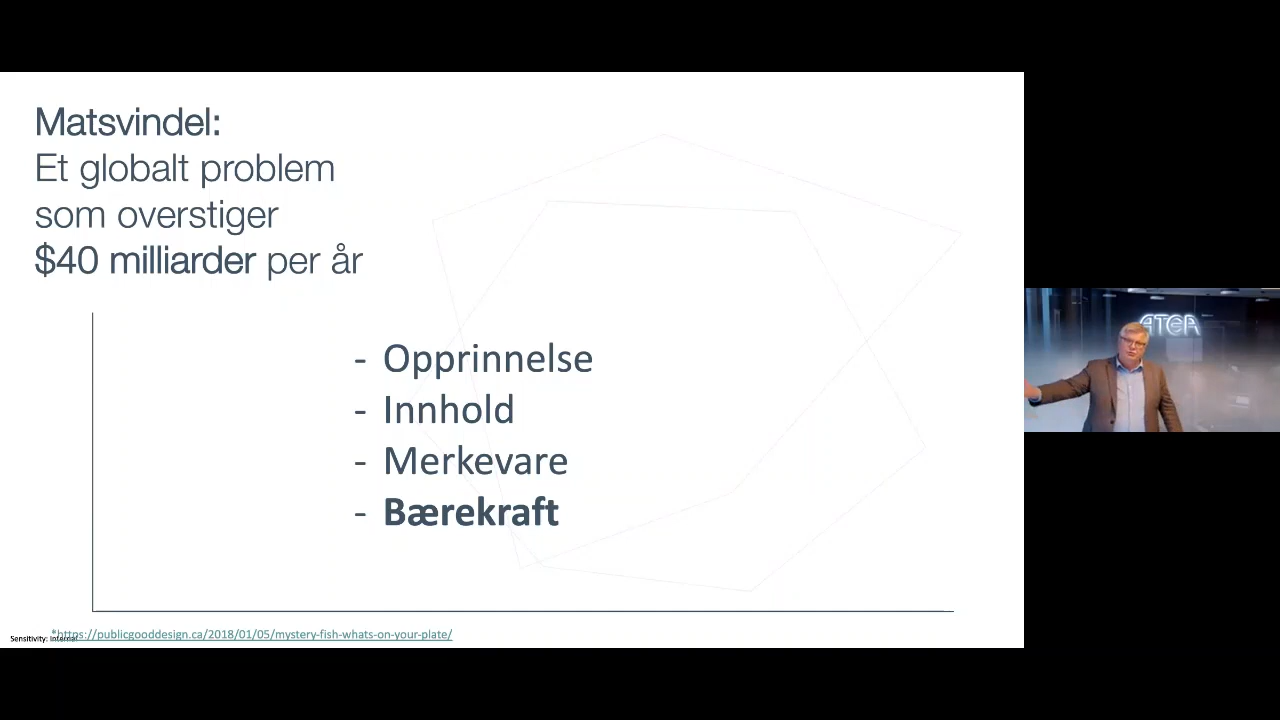 Matsvindel:
Et globalt problem
som overstiger
$40 milliarder per år
- Opprinnelse
- Innhold
- Merkevare
- Bærekraft
*https://publicgooddesign.ca/2018/01/05/mystery-fish-whats-on-your-plate/
Sensitivity: Internal
ATEA